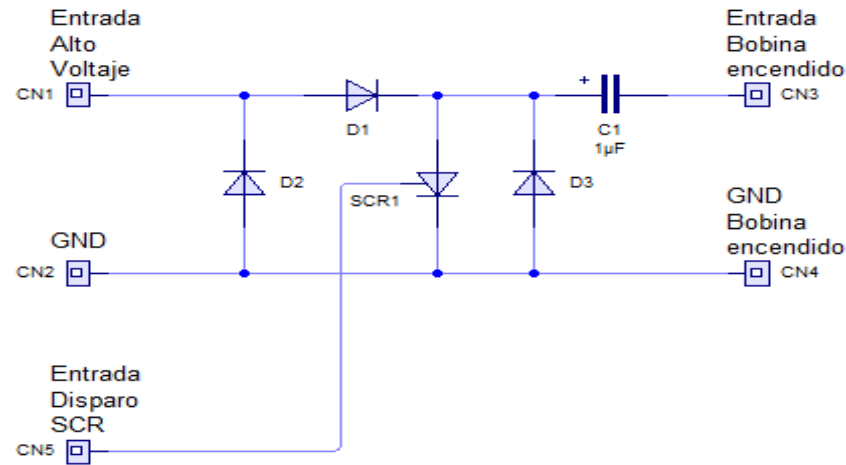 Entrada
Alto
Voltaje
CN1
D1
D2
SCR1
D3
+
C1
1µF
Entrada
Bobina
encendido
CN3
GND
CN2
GND
Bobina
encendido
CN4
Entrada
Disparo
SCR
CN5